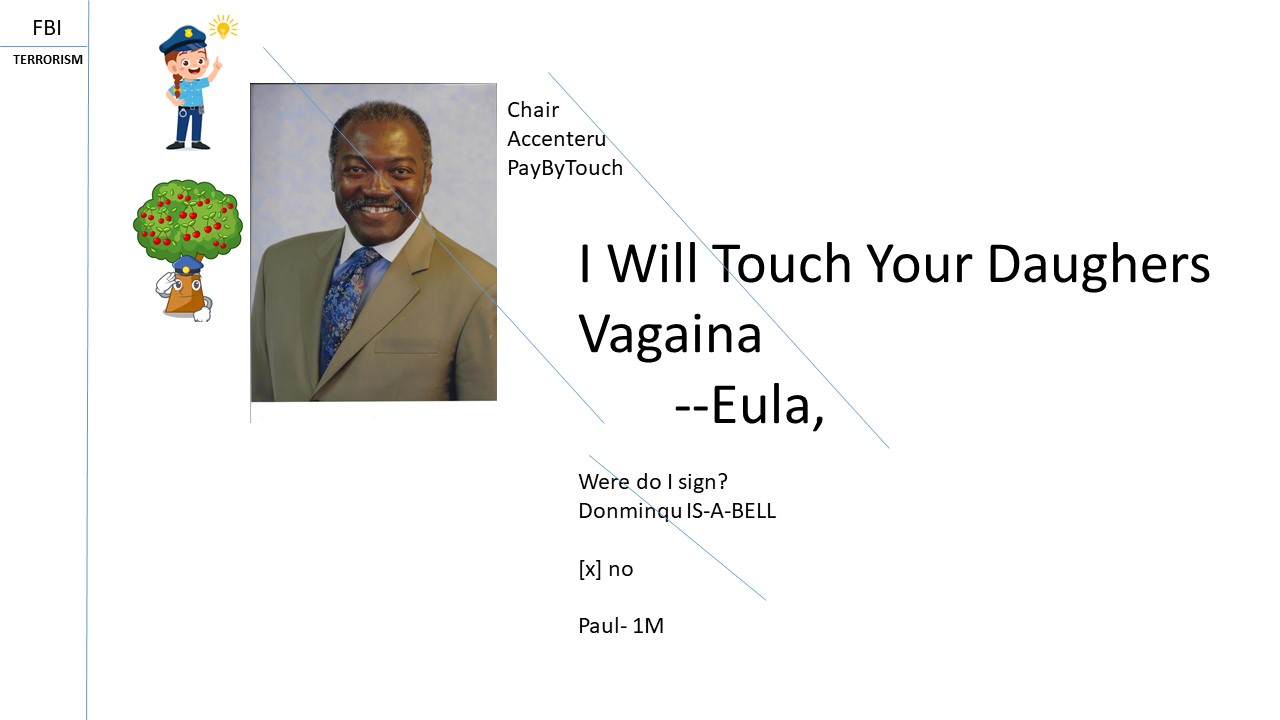 FBI
TERRORISM
Chair
Accenteru
PayByTouch
I Will Touch Your Daughers
Vagaina
--Eula,
Were do I sign?
Donminqu IS-A-BELL
[x] no
Paul- 1M